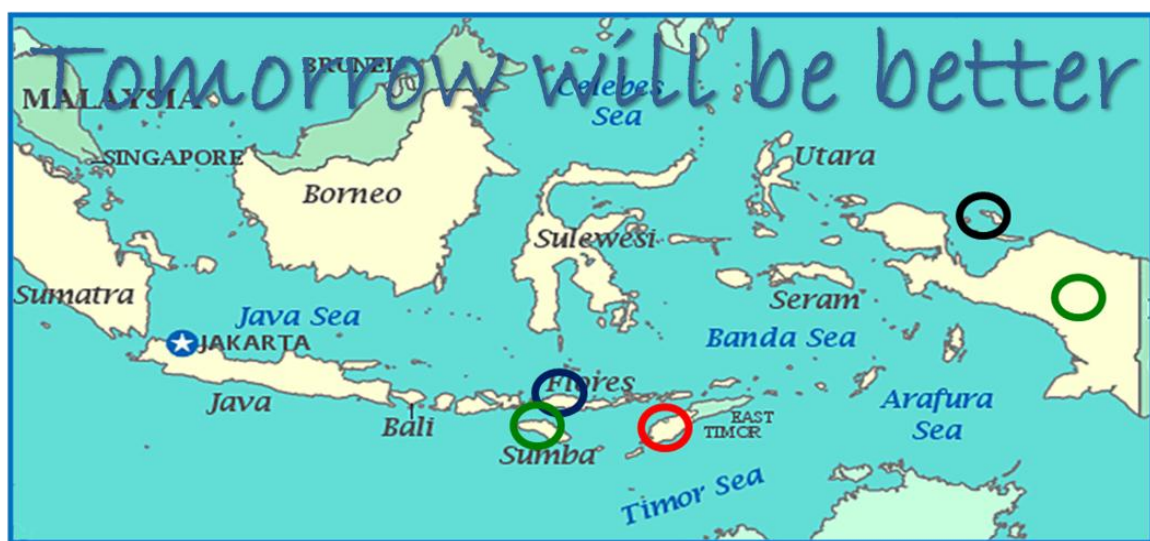 Tomorrow will be better
BRUNEI
MALAYSIA
Celebes
Sea
SINGAPORE
Utara
Borneo
Sulewesi
Sumatra
Seram
Java Sea
Banda Sea
JAKARTA
Flores
Java
Bali
EAST
TIMOR
Arafura
Sea
Sumba
Timor Sea